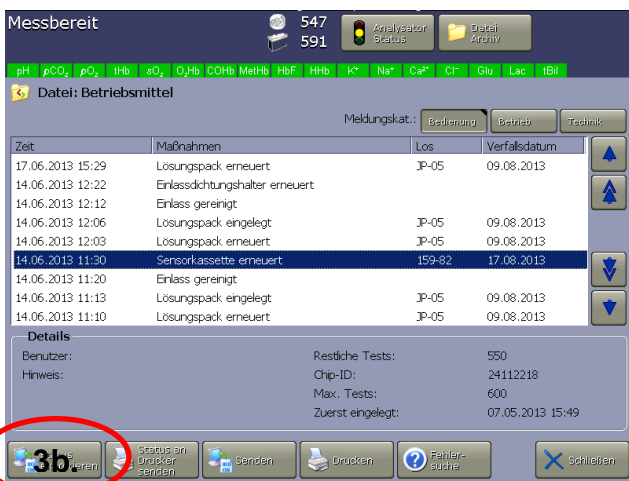 Messbereit
547
591
Analysator Status
Datei Archiv
pH pCO₂ pO₂ tHb sO₂ O₂Hb COHb MetHb HbF HHb K⁺ Na⁺ Ca²⁺ Cl⁻ Glu Lac tBil
Datei: Betriebsmittel
Meldungskat.: Bedienung Betrieb Technik
Zeit Maßnahmen Los Verfallsdatum
17.06.2013 15:29 Lösungspack erneuert JP-05 09.08.2013
14.06.2013 12:22 Einlassdichtungshalter erneuert
14.06.2013 12:12 Einlass gereinigt
14.06.2013 12:06 Lösungspack eingelegt JP-05 09.08.2013
14.06.2013 12:03 Lösungspack erneuert JP-05 09.08.2013
14.06.2013 11:30 Sensorkassette erneuert 159-82 17.08.2013
14.06.2013 11:20 Einlass gereinigt
14.06.2013 11:13 Lösungspack eingelegt JP-05 09.08.2013
14.06.2013 11:10 Lösungspack erneuert JP-05 09.08.2013
Details
Benutzer: Restliche Tests: 550
Hinweis: Chip-ID: 24112218
Max. Tests: 600
Zuerst eingelegt: 07.05.2013 15:49
3b.
Status an Drucker senden
Senden
Drucken
Fehler-
suche
Schließen